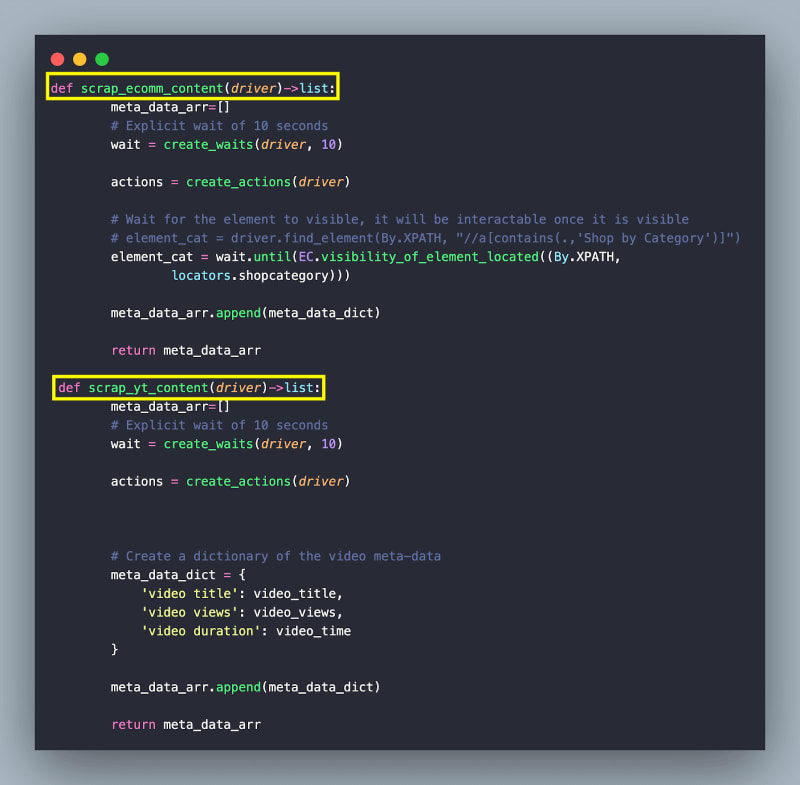 def scrap_ecomm_content(driver)->list:
meta_data_arr=[]
# Explicit wait of 10 seconds
wait = create_waits(driver, 10)
actions = create_actions(driver)
# Wait for the element to visible, it will be interactable once it is visible
# element_cat = driver.find_element(By.XPATH, "//a[contains(.,'Shop by Category')]")
element_cat = wait.until(EC.visibility_of_element_located((By.XPATH,
locators.shopcategory)))
meta_data_arr.append(meta_data_dict)
return meta_data_arr
def scrap_yt_content(driver)->list:
meta_data_arr=[]
# Explicit wait of 10 seconds
wait = create_waits(driver, 10)
actions = create_actions(driver)
# Create a dictionary of the video meta-data
meta_data_dict = {
'video title': video_title,
'video views': video_views,
'video duration': video_time
}
meta_data_arr.append(meta_data_dict)
return meta_data_arr